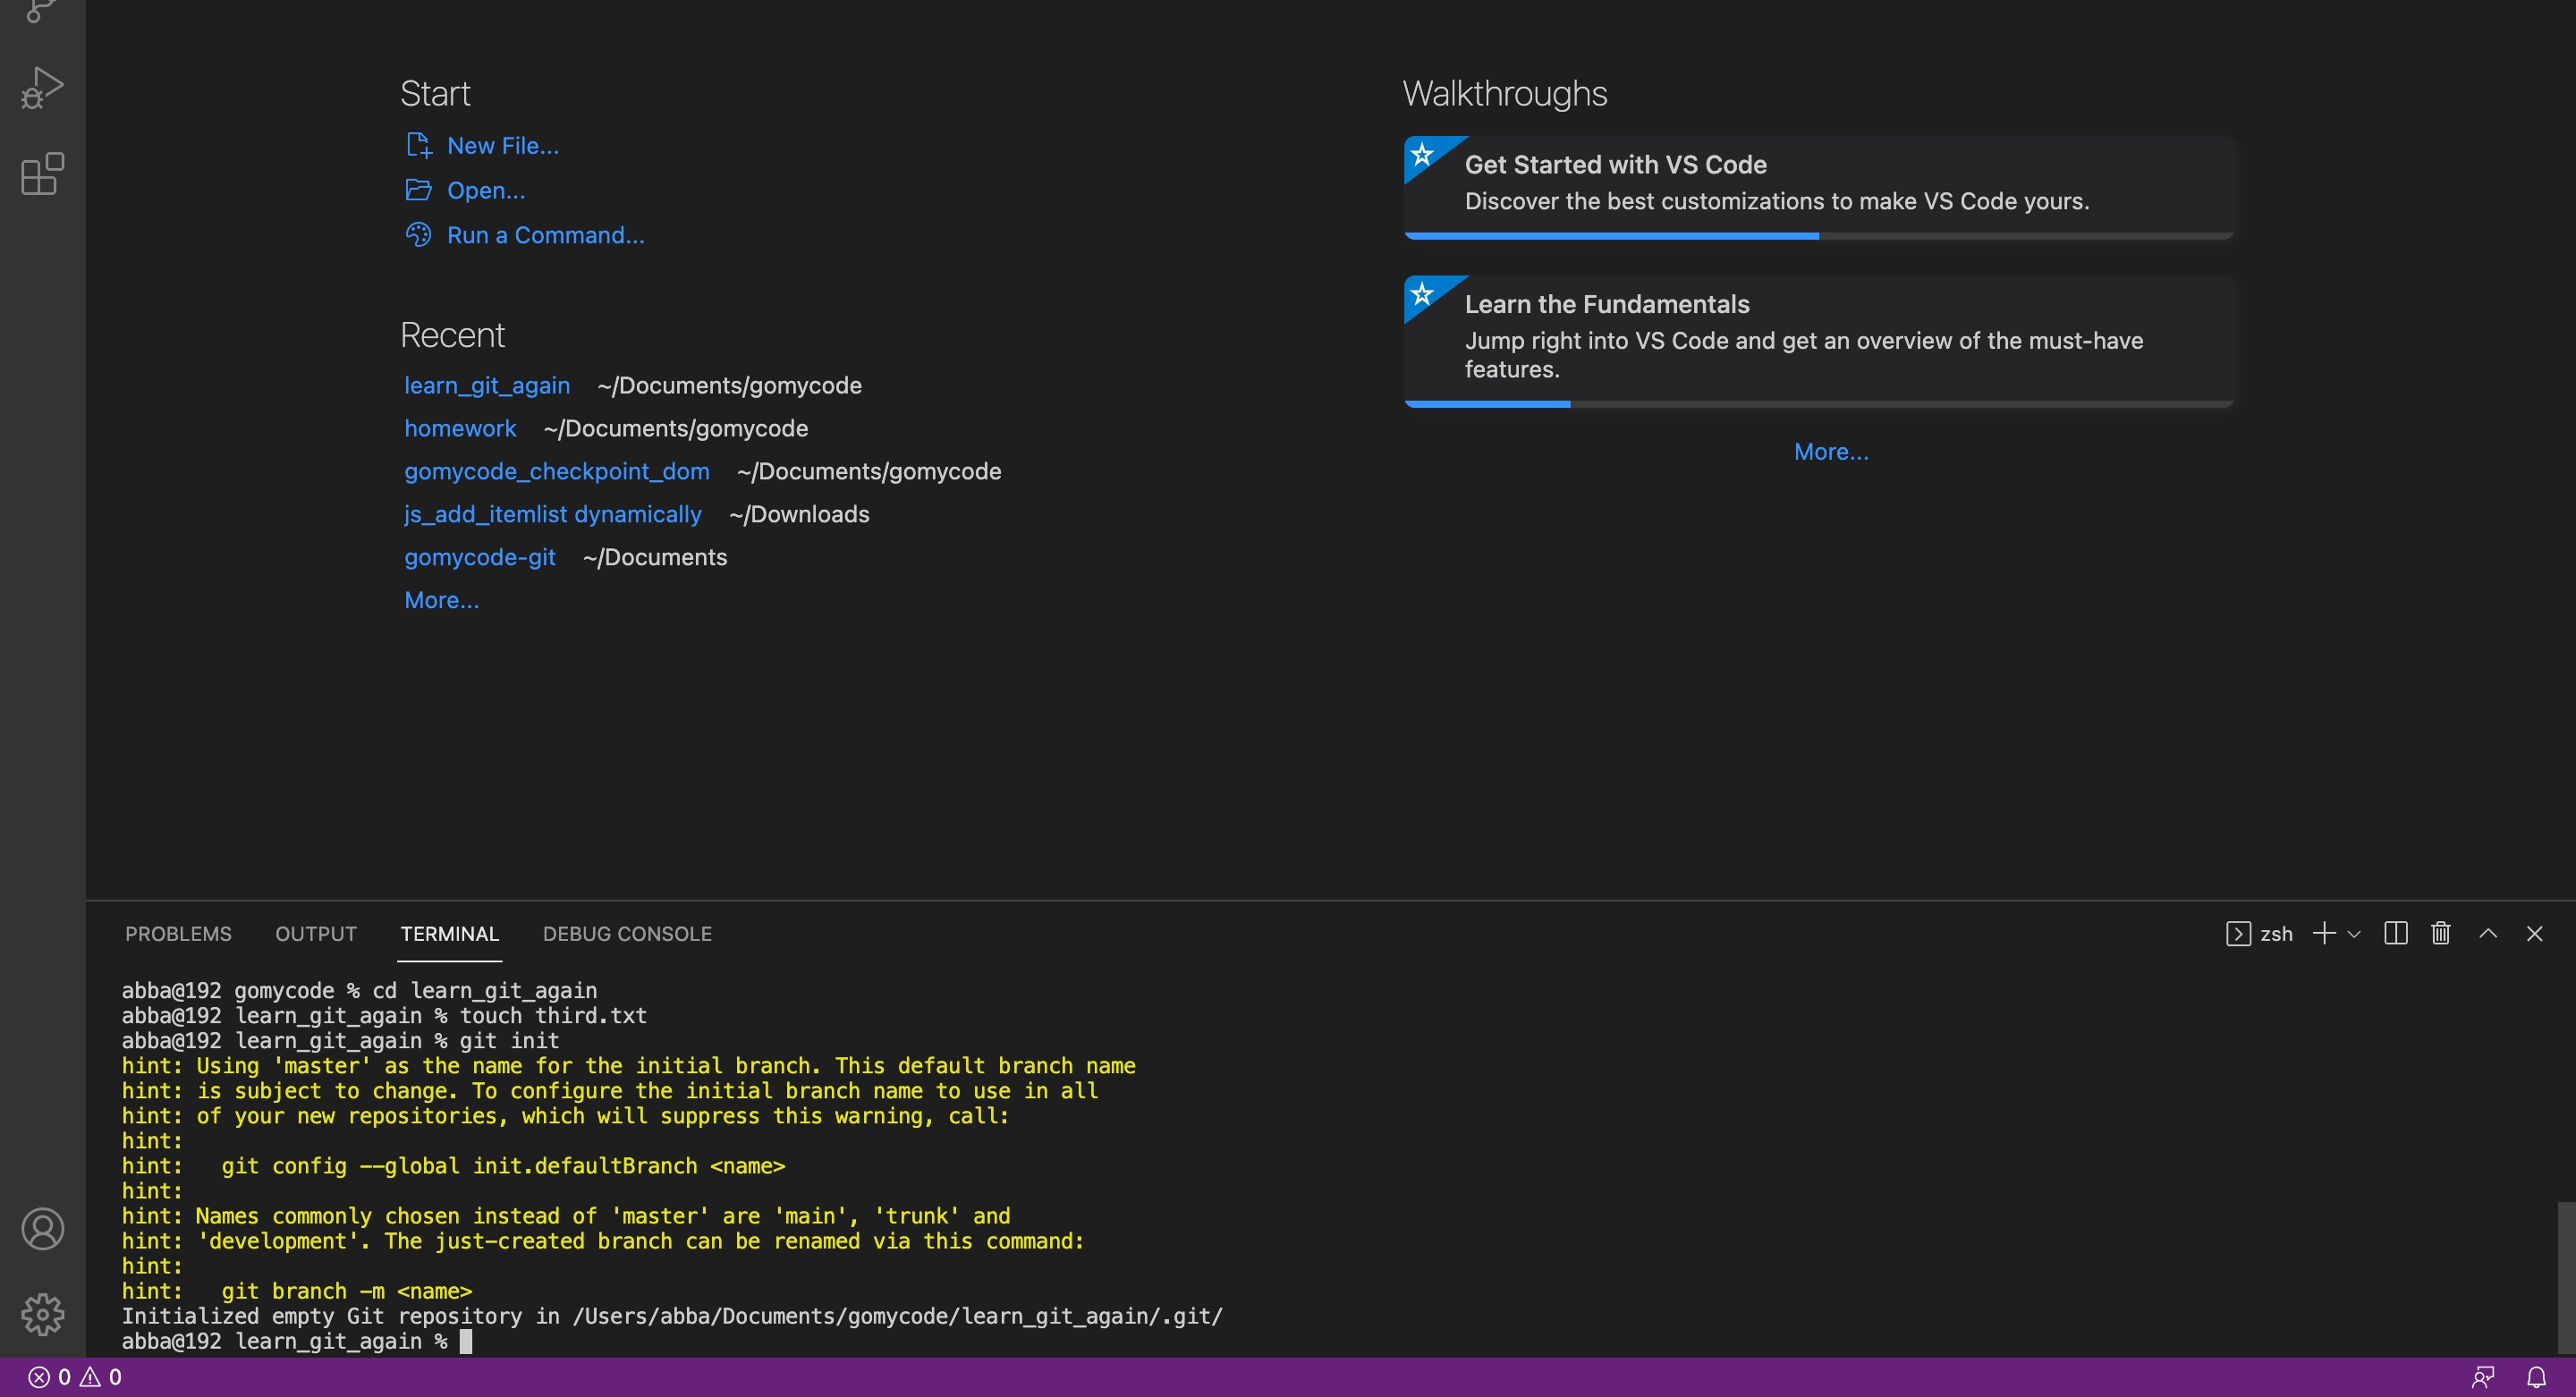 Start
New File...
Open...
Run a Command...
Recent
learn_git_again ~/Documents/gomycode
homework ~/Documents/gomycode
gomycode_checkpoint_dom ~/Documents/gomycode
js_add_itemlist dynamically ~/Downloads
gomycode-git ~/Documents
More...
Walkthroughs
Get Started with VS Code
Discover the best customizations to make VS Code yours.
Learn the Fundamentals
Jump right into VS Code and get an overview of the must-have
features.
More...
PROBLEMS OUTPUT TERMINAL DEBUG CONSOLE
zsh
abba@192 gomycode % cd learn_git_again
abba@192 learn_git_again % touch third.txt
abba@192 learn_git_again % git init
hint: Using 'master' as the name for the initial branch. This default branch name
hint: is subject to change. To configure the initial branch name to use in all
hint: of your new repositories, which will suppress this warning, call:
hint:
hint:   git config --global init.defaultBranch <name>
hint:
hint: Names commonly chosen instead of 'master' are 'main', 'trunk' and
hint: 'development'. The just-created branch can be renamed via this command:
hint:
hint:   git branch -m <name>
Initialized empty Git repository in /Users/abba/Documents/gomycode/learn_git_again/.git/
abba@192 learn_git_again %
0 0